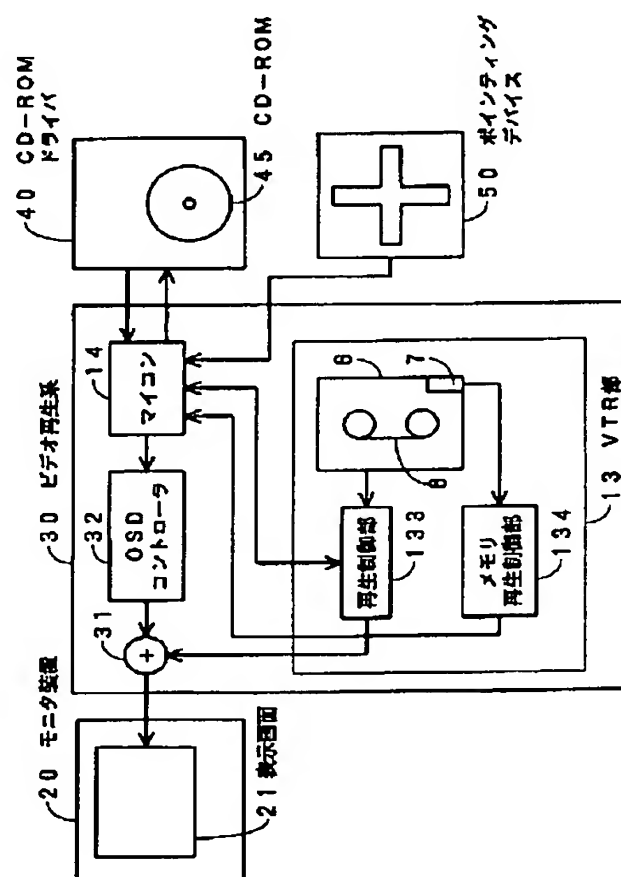 20 モニタ装置
21 表示画面
30 ビデオ再生系
31
+
32
OSD
コントローラ
14
マイコン
40 CD-ROM
ドライバ
45 CD-ROM
50 ポインティング
デバイス
6
7
8
138
再生制御部
134
メモリ
再生制御部
13 VTR部